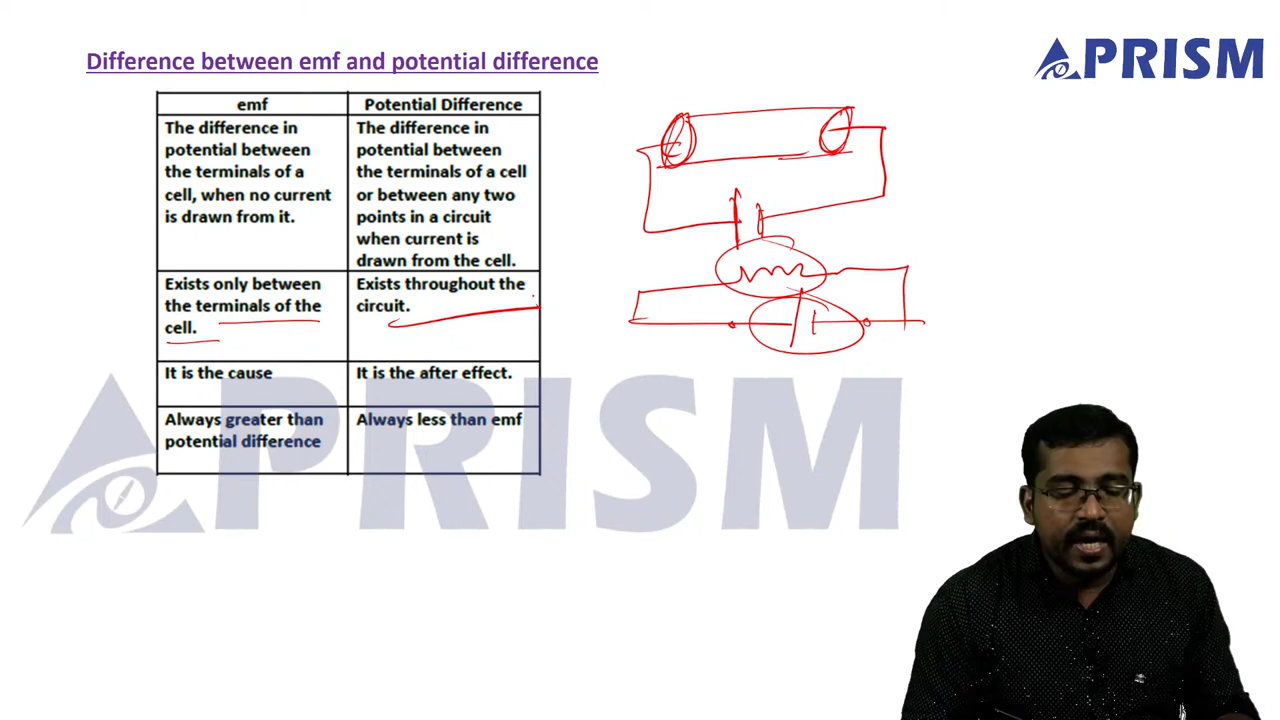 Difference between emf and potential difference
PRISM
emf
Potential Difference
The difference in
potential between
the terminals of a
cell, when no current
is drawn from it.
The difference in
potential between
the terminals of a cell
or between any two
points in a circuit
when current is
drawn from the cell.
Exists only between
the terminals of the
cell.
Exists throughout the
circuit.
It is the cause
It is the after effect.
Always greater than
potential difference
Always less than emf
PRISM